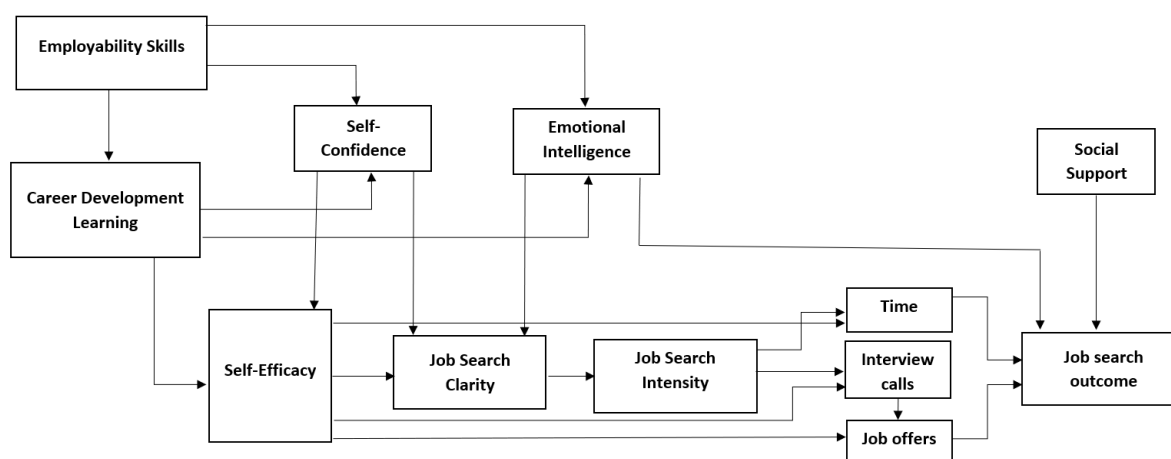 Employability Skills
Self-
Confidence
Emotional
Intelligence
Social
Support
Career Development
Learning
Self-Efficacy
Job Search
Clarity
Job Search
Intensity
Time
Interview
calls
Job offers
Job search
outcome